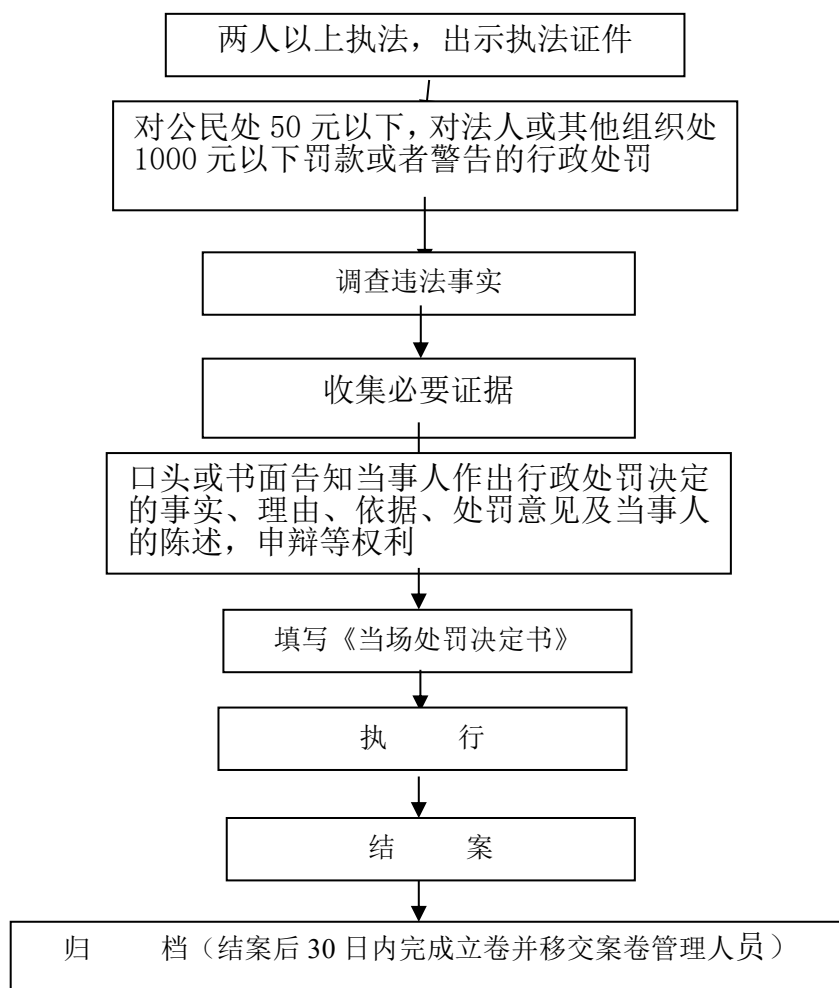 两人以上执法，出示执法证件
对公民处 50 元以下，对法人或其他组织处
1000 元以下罚款或者警告的行政处罚
调查违法事实
收集必要证据
口头或书面告知当事人作出行政处罚决定
的事实、理由、依据、处罚意见及当事人
的陈述，申辩等权利
填写《当场处罚决定书》
执 行
结 案
归 档（结案后 30 日内完成立卷并移交案卷管理人员）